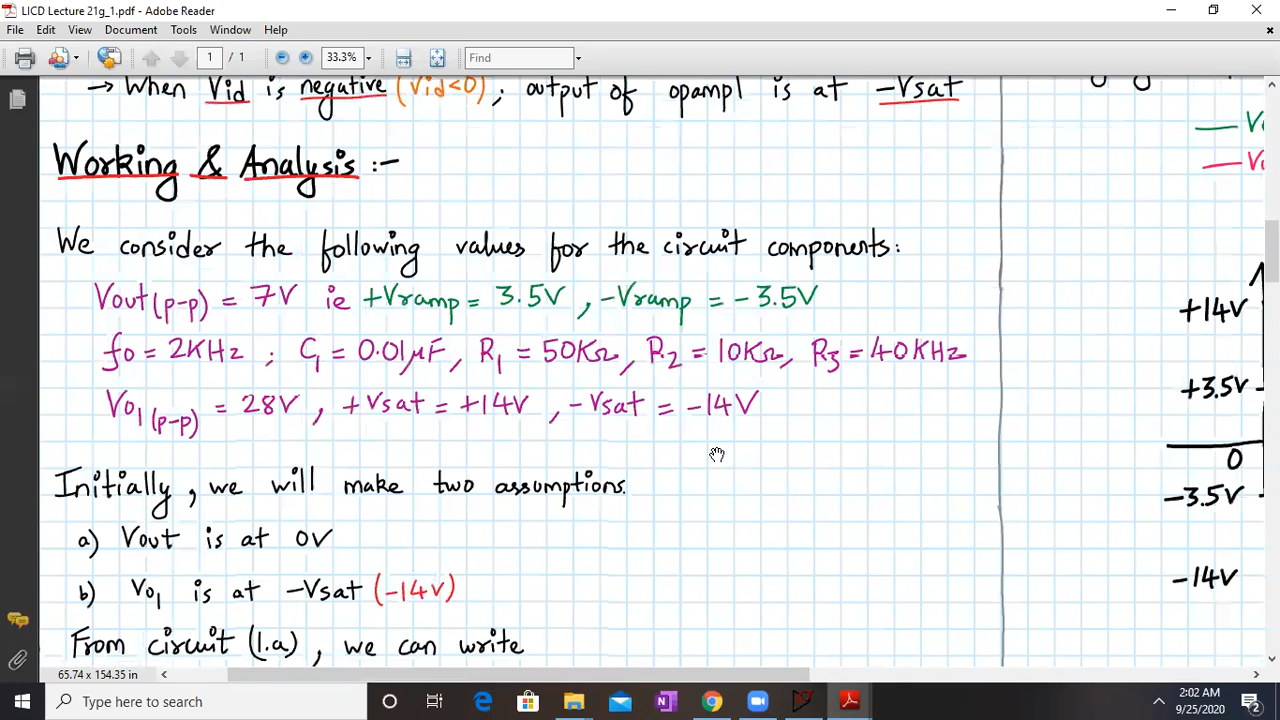 LICD Lecture 21g_1.pdf - Adobe Reader
File Edit View Document Tools Window Help
1 / 1 33.3% Find
→ When Vid is negative (Vid<0); output of opampl is at -Vsat
Working & Analysis :-
We consider the following values for the circuit components:
Vout(p-p) = 7V ie +Vramp = 3.5V, -Vramp = -3.5V
fo = 2KHz ; C1 = 0.01μF, R1 = 50KΩ, R2 = 10KΩ, R3 = 40KHz
Vo1(p-p) = 28V, +Vsat = +14V, -Vsat = -14V
Initially, we will make two assumptions.
a) Vout is at 0V
b) Vo1 is at -Vsat (-14V)
From circuit (1.a), we can write
+14V
+3.5V
0
-3.5V
-14V
65.74 x 154.35 in
Type here to search
2:02 AM
9/25/2020
2